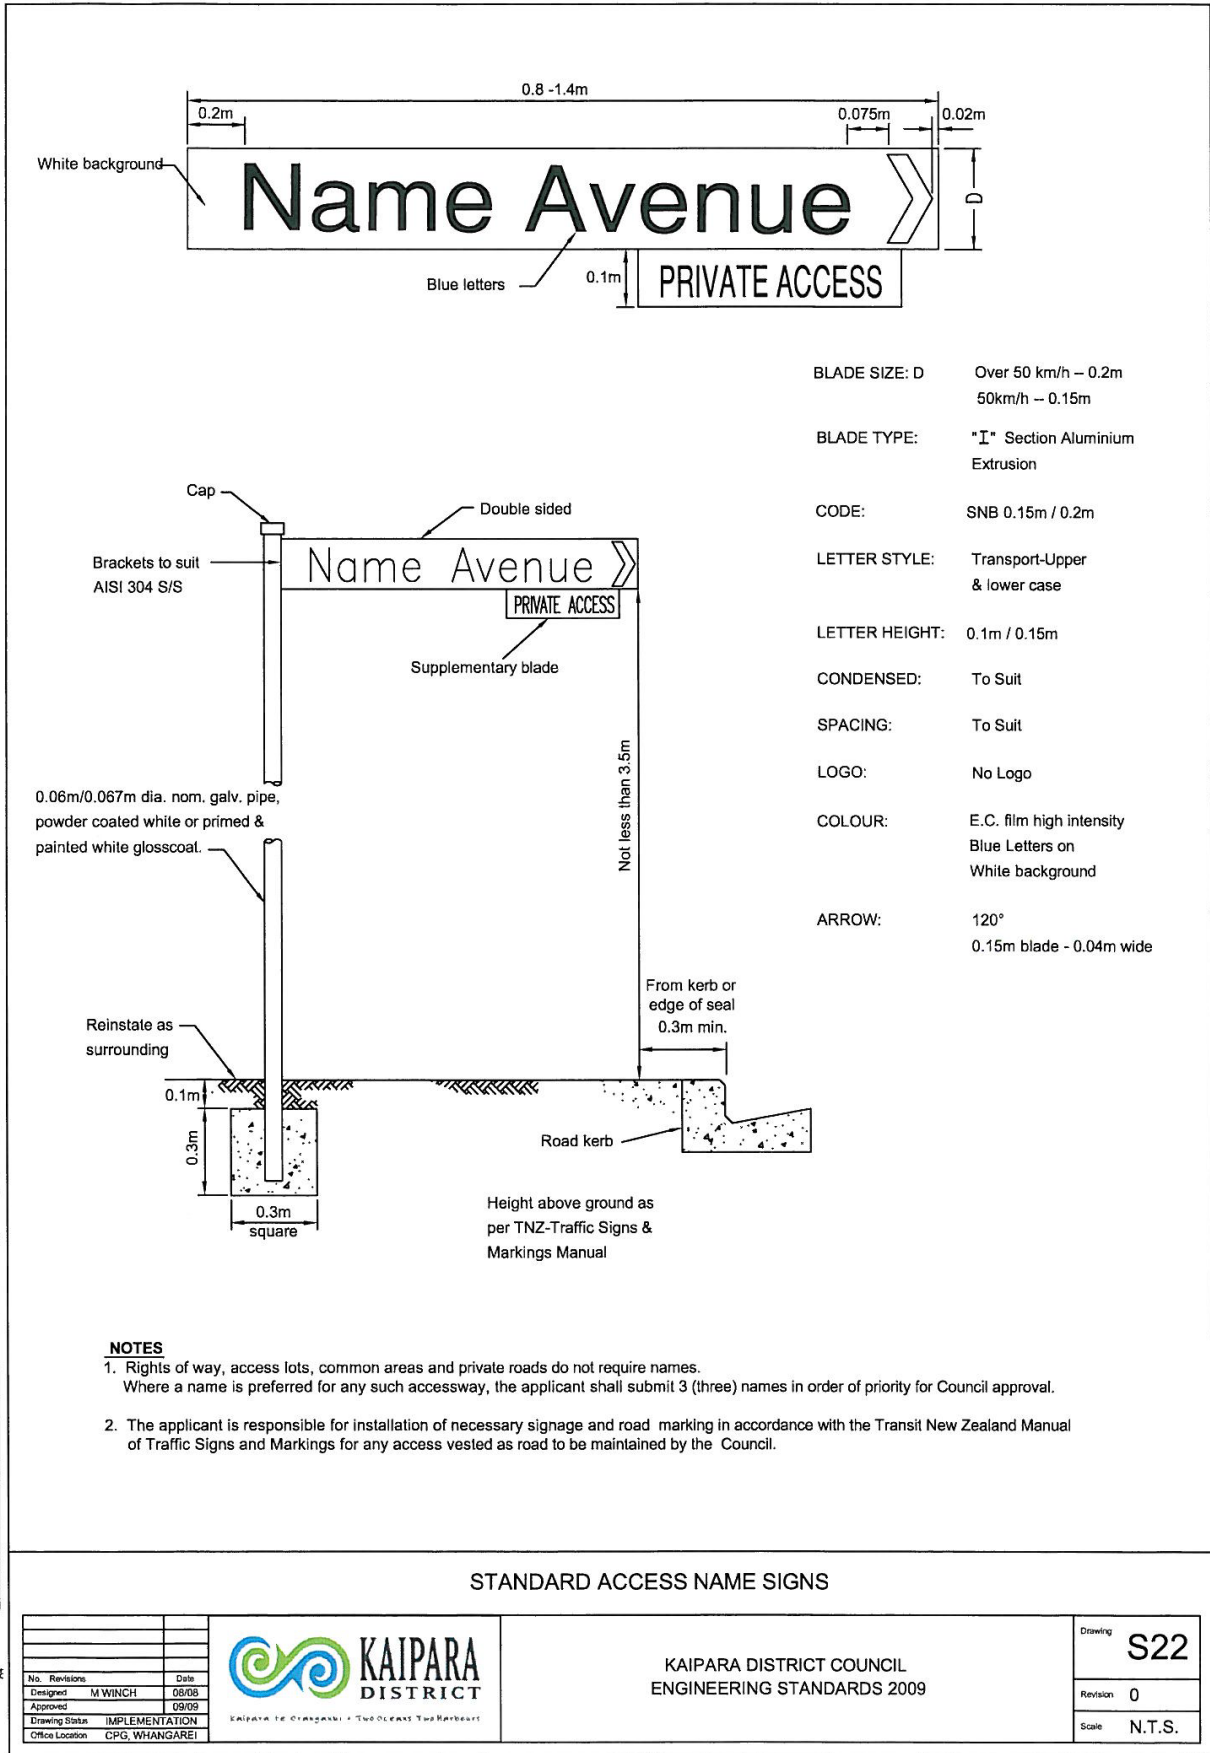 0.8 -1.4m
0.2m
0.075m
0.02m
White background
Name Avenue
D
Blue letters
0.1m
PRIVATE ACCESS
BLADE SIZE: D Over 50 km/h – 0.2m
50km/h – 0.15m
BLADE TYPE: "I" Section Aluminium
Extrusion
CODE: SNB 0.15m / 0.2m
LETTER STYLE: Transport-Upper
& lower case
LETTER HEIGHT: 0.1m / 0.15m
CONDENSED: To Suit
SPACING: To Suit
LOGO: No Logo
COLOUR: E.C. film high intensity
Blue Letters on
White background
ARROW: 120°
0.15m blade - 0.04m wide
Cap
Double sided
Brackets to suit
AISI 304 S/S
Name Avenue
PRIVATE ACCESS
Supplementary blade
Not less than 3.5m
0.06m/0.067m dia. nom. galv. pipe,
powder coated white or primed &
painted white glosscoat.
From kerb or
edge of seal
0.3m min.
Reinstate as
surrounding
0.1m
0.3m
Road kerb
0.3m
square
Height above ground as
per TNZ-Traffic Signs &
Markings Manual
NOTES
1. Rights of way, access lots, common areas and private roads do not require names.
Where a name is preferred for any such accessway, the applicant shall submit 3 (three) names in order of priority for Council approval.
2. The applicant is responsible for installation of necessary signage and road marking in accordance with the Transit New Zealand Manual
of Traffic Signs and Markings for any access vested as road to be maintained by the Council.
STANDARD ACCESS NAME SIGNS
No. Revisions Date
Designed M WINCH 08/08
Approved 09/09
Drawing Status IMPLEMENTATION
Office Location CPG, WHANGAREI
KAIPARA
DISTRICT
Kaipara te Oranganui • Two Oceans Two Harbours
KAIPARA DISTRICT COUNCIL
ENGINEERING STANDARDS 2009
Drawing S22
Revision 0
Scale N.T.S.